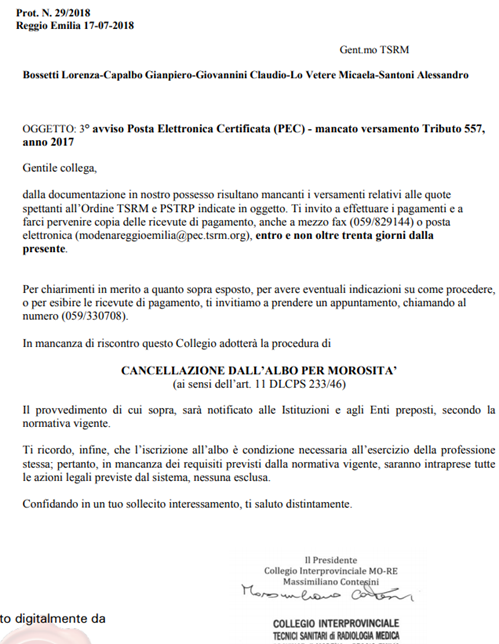 Prot. N. 29/2018
Reggio Emilia 17-07-2018
Gent.mo TSRM
Bossetti Lorenza-Capalbo Gianpiero-Giovannini Claudio-Lo Vetere Micaela-Santoni Alessandro
OGGETTO: 3° avviso Posta Elettronica Certificata (PEC) - mancato versamento Tributo 557,
anno 2017
Gentile collega,
dalla documentazione in nostro possesso risultano mancanti i versamenti relativi alle quote
spettanti all'Ordine TSRM e PSTRP indicate in oggetto. Ti invito a effettuare i pagamenti e a
farci pervenire copia delle ricevute di pagamento, anche a mezzo fax (059/829144) o posta
elettronica (modenareggioemilia@pec.tsrm.org), entro e non oltre trenta giorni dalla
presente.
Per chiarimenti in merito a quanto sopra esposto, per avere eventuali indicazioni su come procedere,
o per esibire le ricevute di pagamento, ti invitiamo a prendere un appuntamento, chiamando al
numero (059/330708).
In mancanza di riscontro questo Collegio adotterà la procedura di
CANCELLAZIONE DALL'ALBO PER MOROSITA'
(ai sensi dell'art. 11 DLCPS 233/46)
Il provvedimento di cui sopra, sarà notificato alle Istituzioni e agli Enti preposti, secondo la
normativa vigente.
Ti ricordo, infine, che l'iscrizione all'albo è condizione necessaria all'esercizio della professione
stessa; pertanto, in mancanza dei requisiti previsti dalla normativa vigente, saranno intraprese tutte
le azioni legali previste dal sistema, nessuna esclusa.
Confidando in un tuo sollecito interessamento, ti saluto distintamente.
Il Presidente
Collegio Interprovinciale MO-RE
Massimiliano Contesini
to digitalmente da
COLLEGIO INTERPROVINCIALE
TECNICI SANITARI di RADIOLOGIA MEDICA